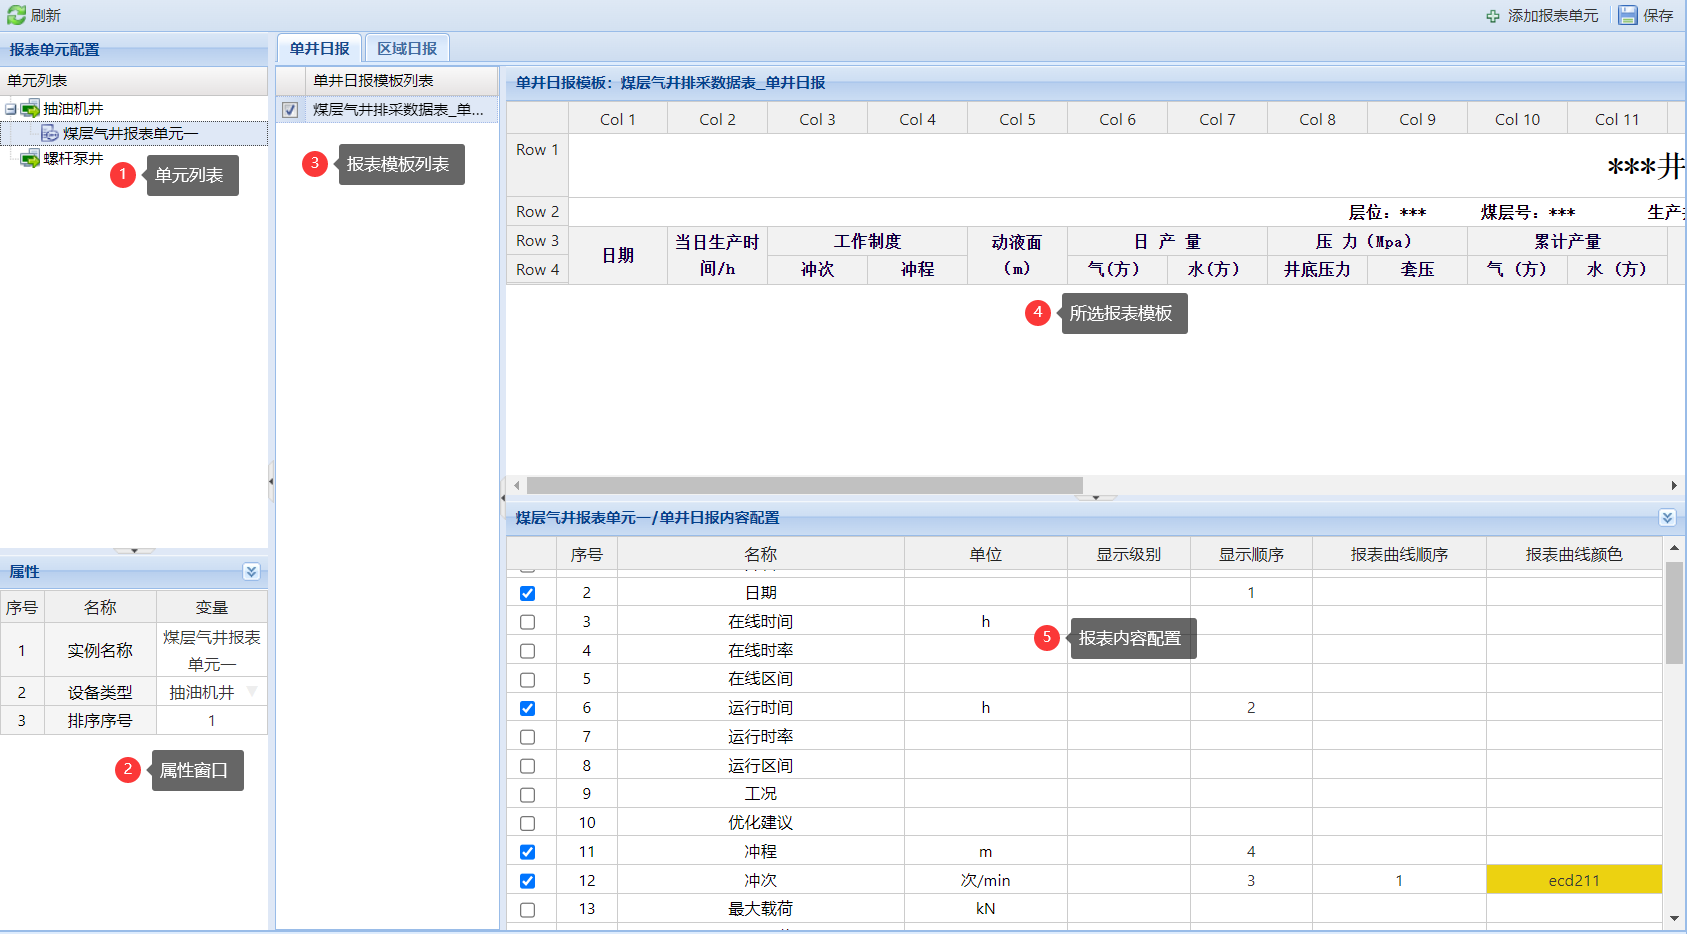 刷新
添加报表单元
保存
报表单元配置
单元列表
抽油机井
煤层气井报表单元一
螺杆泵井
1 单元列表
属性
序号 名称 变量
1 实例名称 煤层气井报表单元一
2 设备类型 抽油机井
3 排序序号 1
2 属性窗口
单井日报 区域日报
单井日报模板列表
煤层气井排采数据表_单...
3 报表模板列表
单井日报模板：煤层气井排采数据表_单井日报
Col 1 Col 2 Col 3 Col 4 Col 5 Col 6 Col 7 Col 8 Col 9 Col 10 Col 11
Row 1 ***井
Row 2 层位：*** 煤层号：*** 生产
Row 3 日期 当日生产时间/h 工作制度 动液面(m) 日 产 量 压 力 (Mpa) 累计产量
Row 4 冲次 冲程 气(方) 水(方) 井底压力 套压 气 (方) 水 (方)
4 所选报表模板
煤层气井报表单元一/单井日报内容配置
序号 名称 单位 显示级别 显示顺序 报表曲线顺序 报表曲线颜色
2 日期 1
3 在线时间 h
4 在线时率
5 在线区间
6 运行时间 h 2
7 运行时率
8 运行区间
9 工况
10 优化建议
11 冲程 m 4
12 冲次 次/min 3 1 ecd211
13 最大载荷 kN
5 报表内容配置